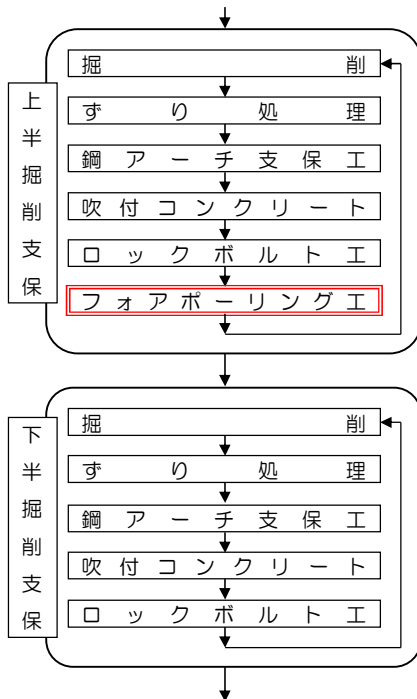 上半掘削支保
掘削
ずり処理
鋼アーチ支保工
吹付コンクリート
ロックボルト工
フォアポーリング工
下半掘削支保
掘削
ずり処理
鋼アーチ支保工
吹付コンクリート
ロックボルト工